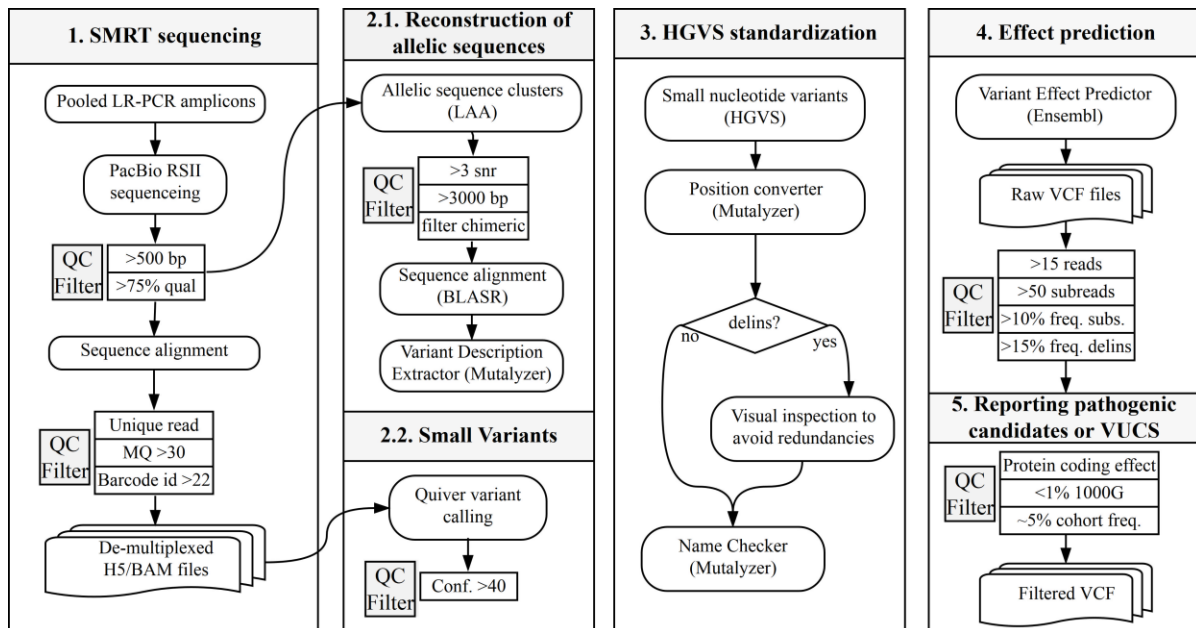 1. SMRT sequencing
Pooled LR-PCR amplicons
PacBio RSII
sequenceing
QC
Filter
>500 bp
>75% qual
Sequence alignment
QC
Filter
Unique read
MQ >30
Barcode id >22
De-multiplexed
H5/BAM files
2.1. Reconstruction of
allelic sequences
Allelic sequence clusters
(LAA)
QC
Filter
>3 snr
>3000 bp
filter chimeric
Sequence alignment
(BLASR)
Variant Description
Extractor (Mutalyzer)
2.2. Small Variants
Quiver variant
calling
QC
Filter
Conf. >40
3. HGVS standardization
Small nucleotide variants
(HGVS)
Position converter
(Mutalyzer)
delins?
no
yes
Visual inspection to
avoid redundancies
Name Checker
(Mutalyzer)
4. Effect prediction
Variant Effect Predictor
(Ensembl)
Raw VCF files
QC
Filter
>15 reads
>50 subreads
>10% freq. subs.
>15% freq. delins
5. Reporting pathogenic
candidates or VUCS
QC
Filter
Protein coding effect
<1% 1000G
~5% cohort freq.
Filtered VCF